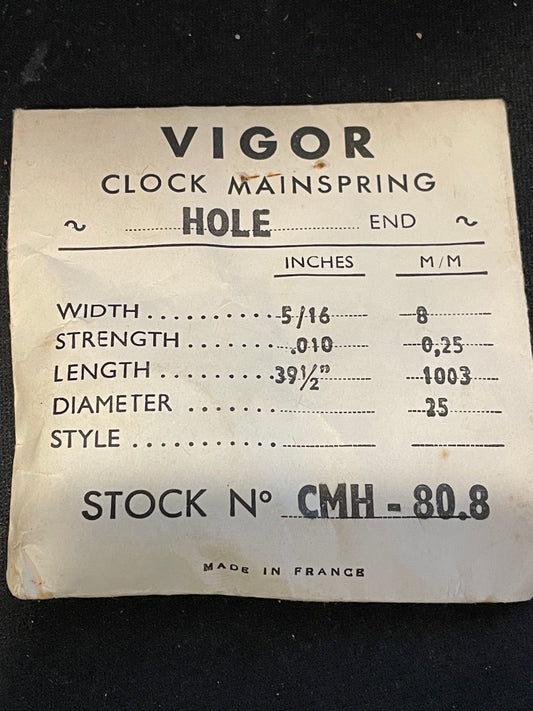 VIGOR
CLOCK MAINSPRING
~ ..........HOLE.................. END ~
INCHES M/M
WIDTH..........5/16 8
STRENGTH.........010 0,25
LENGTH.........39½" 1003
DIAMETER ....... 25
STYLE ..........
STOCK Nº CMH - 80.8
MADE IN FRANCE